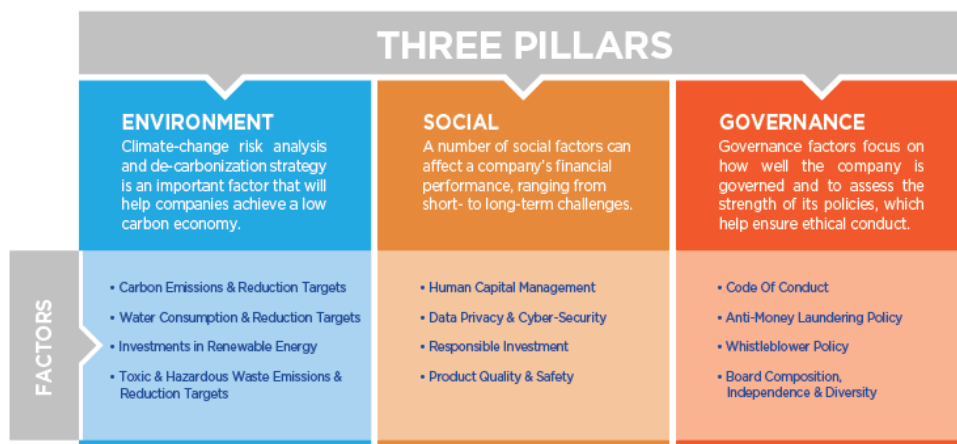 THREE PILLARS
ENVIRONMENT
Climate-change risk analysis
and de-carbonization strategy
is an important factor that will
help companies achieve a low
carbon economy.
SOCIAL
A number of social factors can
affect a company's financial
performance, ranging from
short- to long-term challenges.
GOVERNANCE
Governance factors focus on
how well the company is
governed and to assess the
strength of its policies, which
help ensure ethical conduct.
FACTORS
• Carbon Emissions & Reduction Targets
• Water Consumption & Reduction Targets
• Investments in Renewable Energy
• Toxic & Hazardous Waste Emissions &
Reduction Targets
• Human Capital Management
• Data Privacy & Cyber-Security
• Responsible Investment
• Product Quality & Safety
• Code Of Conduct
• Anti-Money Laundering Policy
• Whistleblower Policy
• Board Composition,
Independence & Diversity